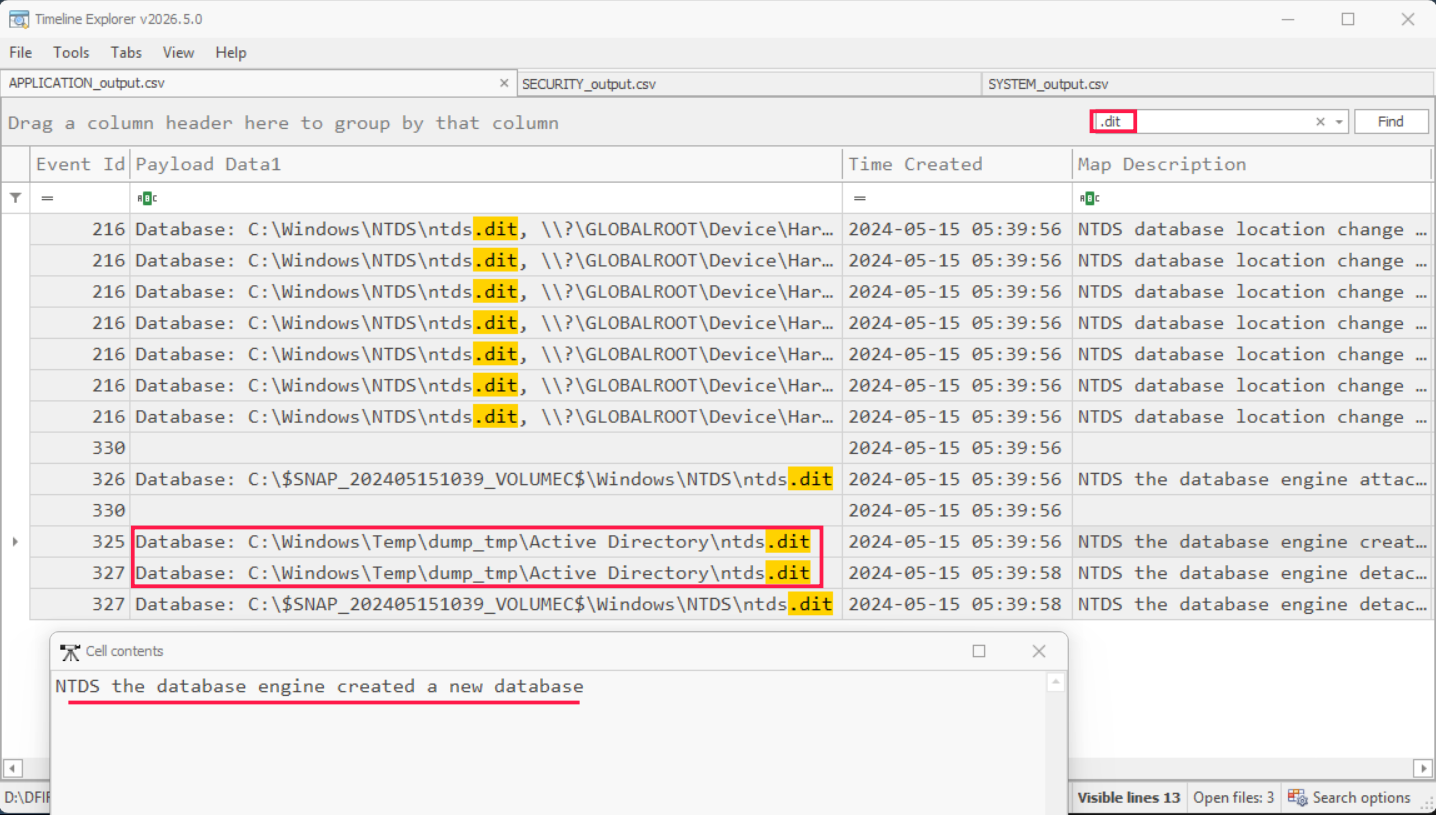 Timeline Explorer v2026.5.0
File Tools Tabs View Help
APPLICATION_output.csv SECURITY_output.csv SYSTEM_output.csv
Drag a column header here to group by that column .dit Find
Event Id Payload Data1 Time Created Map Description
= ABC = ABC
216 Database: C:\Windows\NTDS\ntds.dit, \\?\GLOBALROOT\Device\Har… 2024-05-15 05:39:56 NTDS database location change …
216 Database: C:\Windows\NTDS\ntds.dit, \\?\GLOBALROOT\Device\Har… 2024-05-15 05:39:56 NTDS database location change …
216 Database: C:\Windows\NTDS\ntds.dit, \\?\GLOBALROOT\Device\Har… 2024-05-15 05:39:56 NTDS database location change …
216 Database: C:\Windows\NTDS\ntds.dit, \\?\GLOBALROOT\Device\Har… 2024-05-15 05:39:56 NTDS database location change …
216 Database: C:\Windows\NTDS\ntds.dit, \\?\GLOBALROOT\Device\Har… 2024-05-15 05:39:56 NTDS database location change …
216 Database: C:\Windows\NTDS\ntds.dit, \\?\GLOBALROOT\Device\Har… 2024-05-15 05:39:56 NTDS database location change …
216 Database: C:\Windows\NTDS\ntds.dit, \\?\GLOBALROOT\Device\Har… 2024-05-15 05:39:56 NTDS database location change …
330 2024-05-15 05:39:56
326 Database: C:\$SNAP_202405151039_VOLUMEC$\Windows\NTDS\ntds.dit 2024-05-15 05:39:56 NTDS the database engine attac…
330 2024-05-15 05:39:56
325 Database: C:\Windows\Temp\dump_tmp\Active Directory\ntds.dit 2024-05-15 05:39:56 NTDS the database engine creat…
327 Database: C:\Windows\Temp\dump_tmp\Active Directory\ntds.dit 2024-05-15 05:39:58 NTDS the database engine detac…
327 Database: C:\$SNAP_202405151039_VOLUMEC$\Windows\NTDS\ntds.dit 2024-05-15 05:39:58 NTDS the database engine detac…
Cell contents
NTDS the database engine created a new database
D:\DFI Visible lines 13 Open files: 3 Search options